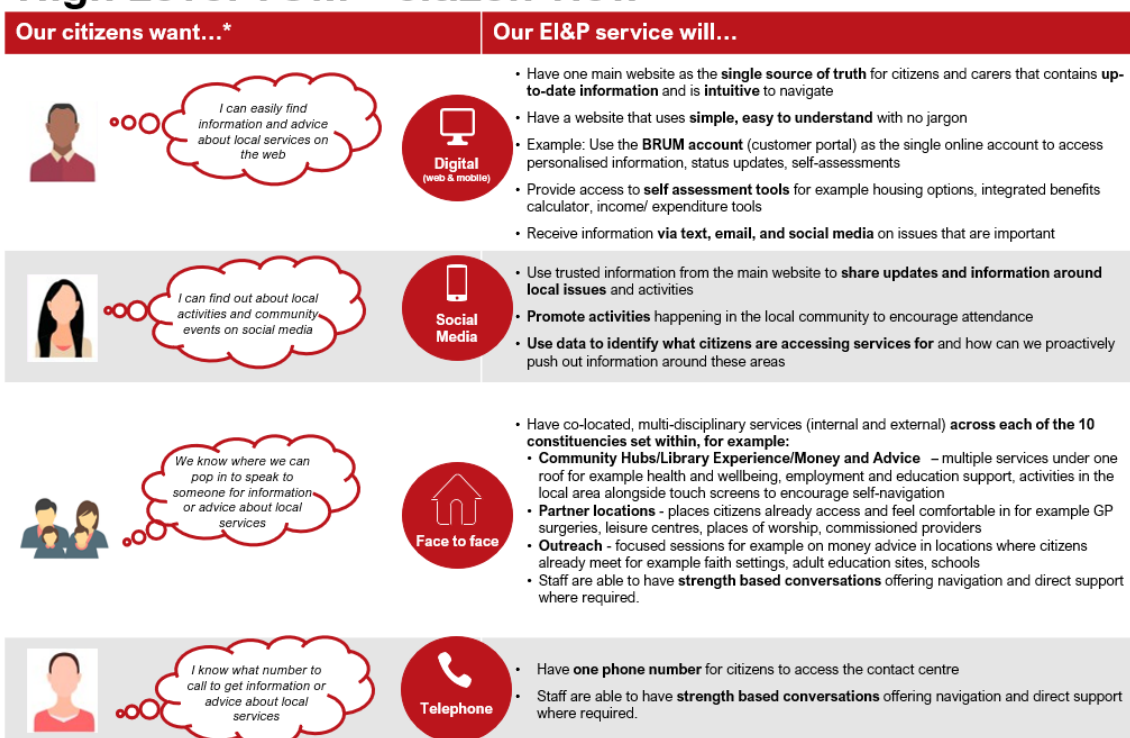 Our citizens want...*
Our EI&P service will...
I can easily find
information and advice
about local services on
the web
Digital
(web & mobile)
• Have one main website as the single source of truth for citizens and carers that contains up-
to-date information and is intuitive to navigate
• Have a website that uses simple, easy to understand with no jargon
• Example: Use the BRUM account (customer portal) as the single online account to access
personalised information, status updates, self-assessments
• Provide access to self assessment tools for example housing options, integrated benefits
calculator, income/ expenditure tools
• Receive information via text, email, and social media on issues that are important
I can find out about local
activities and community
events on social media
Social
Media
• Use trusted information from the main website to share updates and information around
local issues and activities
• Promote activities happening in the local community to encourage attendance
• Use data to identify what citizens are accessing services for and how can we proactively
push out information around these areas
We know where we can
pop in to speak to
someone for information
or advice about local
services
Face to face
• Have co-located, multi-disciplinary services (internal and external) across each of the 10
constituencies set within, for example:
• Community Hubs/Library Experience/Money and Advice – multiple services under one
roof for example health and wellbeing, employment and education support, activities in the
local area alongside touch screens to encourage self-navigation
• Partner locations - places citizens already access and feel comfortable in for example GP
surgeries, leisure centres, places of worship, commissioned providers
• Outreach - focused sessions for example on money advice in locations where citizens
already meet for example faith settings, adult education sites, schools
• Staff are able to have strength based conversations offering navigation and direct support
where required.
I know what number to
call to get information or
advice about local
services
Telephone
• Have one phone number for citizens to access the contact centre
• Staff are able to have strength based conversations offering navigation and direct support
where required.